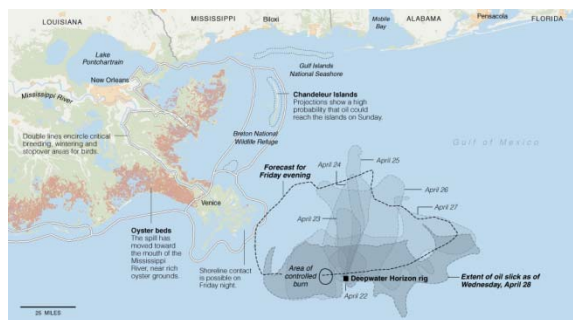 LOUISIANA
MISSISSIPPI
Biloxi
Mobile
Bay
ALABAMA
Pensacola
FLORIDA
Lake
Pontchartrain
New Orleans
Mississippi River
Gulf Islands
National Seashore
Chandeleur Islands
Projections show a high
probability that oil could
reach the islands on Sunday.
Double lines encircle critical
breeding, wintering and
stopover areas for birds.
Breton National
Wildlife Refuge
Gulf of Mexico
Forecast for
Friday evening
April 24
April 25
April 26
April 27
April 23
Venice
Oyster beds
The spill has
moved toward
the mouth of the
Mississippi
River, near rich
oyster grounds.
Shoreline contact
is possible on
Friday night.
Area of
controlled
burn
Deepwater Horizon rig
April 22
Extent of oil slick as of
Wednesday, April 28
25 MILES